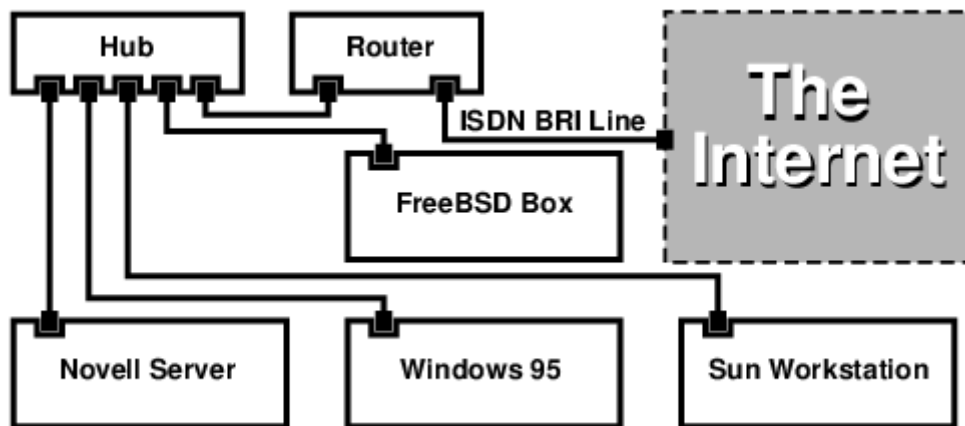 Hub
Router
The
Internet
ISDN BRI Line
FreeBSD Box
Novell Server
Windows 95
Sun Workstation